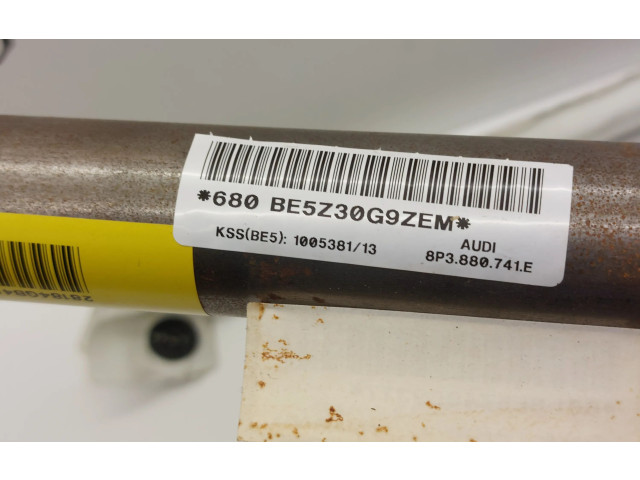 *680 BE5Z30G9ZEM*
KSS(BE5): 1005381/13
AUDI
8P3.880.741.E